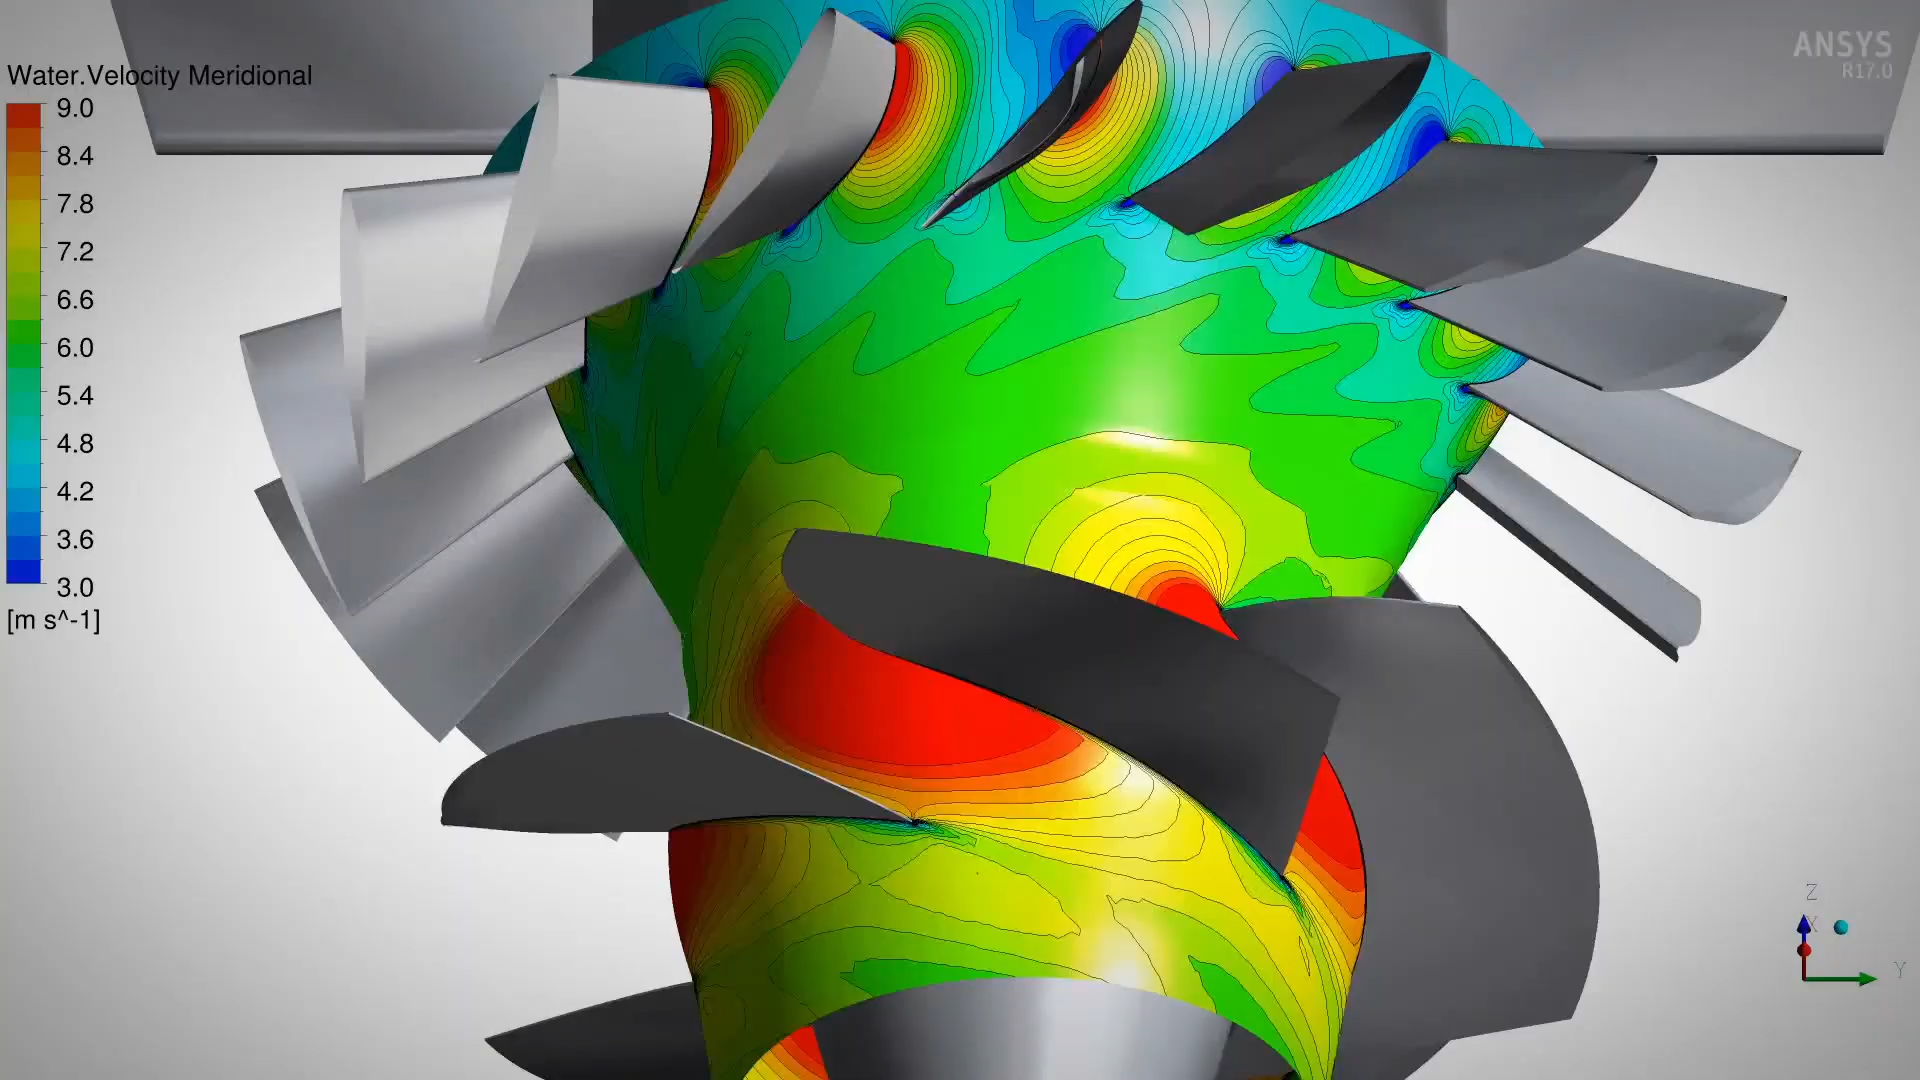 ANSYS
R17.0
Water.Velocity Meridional
9.0
8.4
7.8
7.2
6.6
6.0
5.4
4.8
4.2
3.6
3.0
[m s^-1]
Z
X
Y